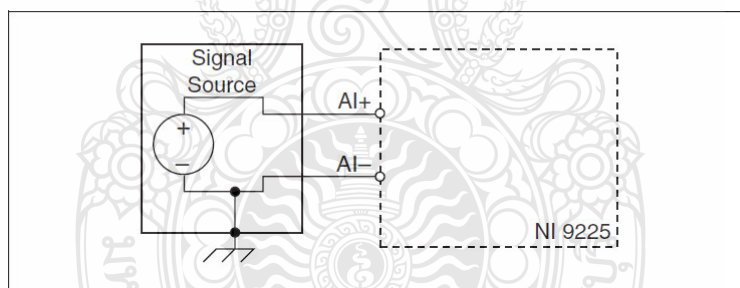 Signal
Source
+
AI+
–
AI–
NI 9225